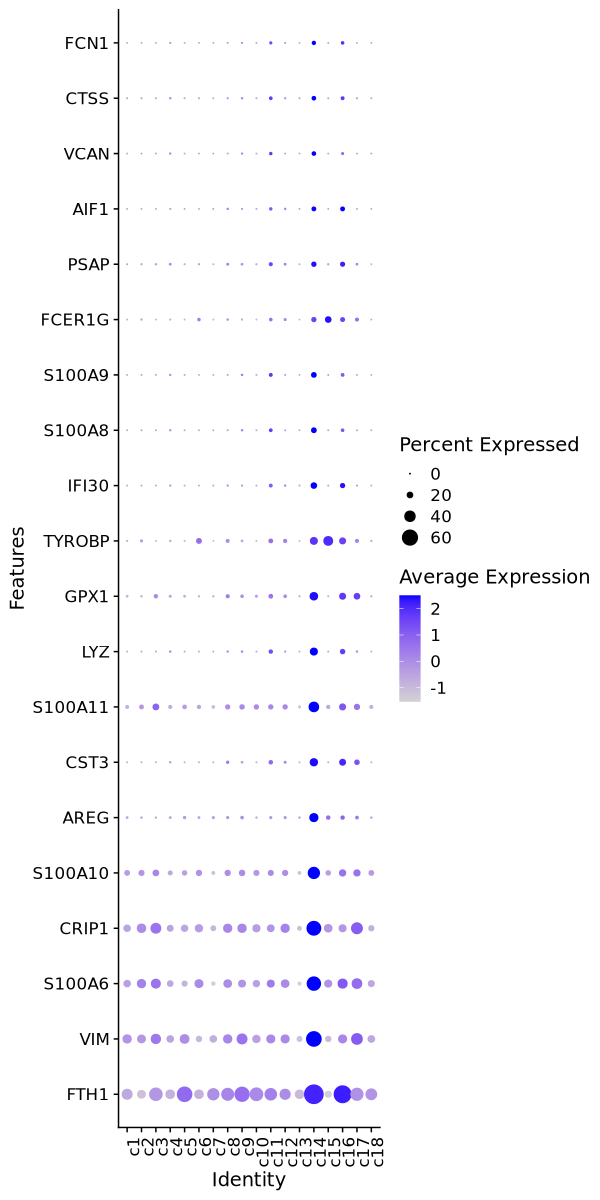 FCN1
CTSS
VCAN
AIF1
PSAP
FCER1G
S100A9
S100A8
IFI30
TYROBP
GPX1
LYZ
S100A11
CST3
AREG
S100A10
CRIP1
S100A6
VIM
FTH1
Features
c1 c2 c3 c4 c5 c6 c7 c8 c9 c10 c11 c12 c13 c14 c15 c16 c17 c18
Identity
Percent Expressed
0
20
40
60
Average Expression
2
1
0
-1